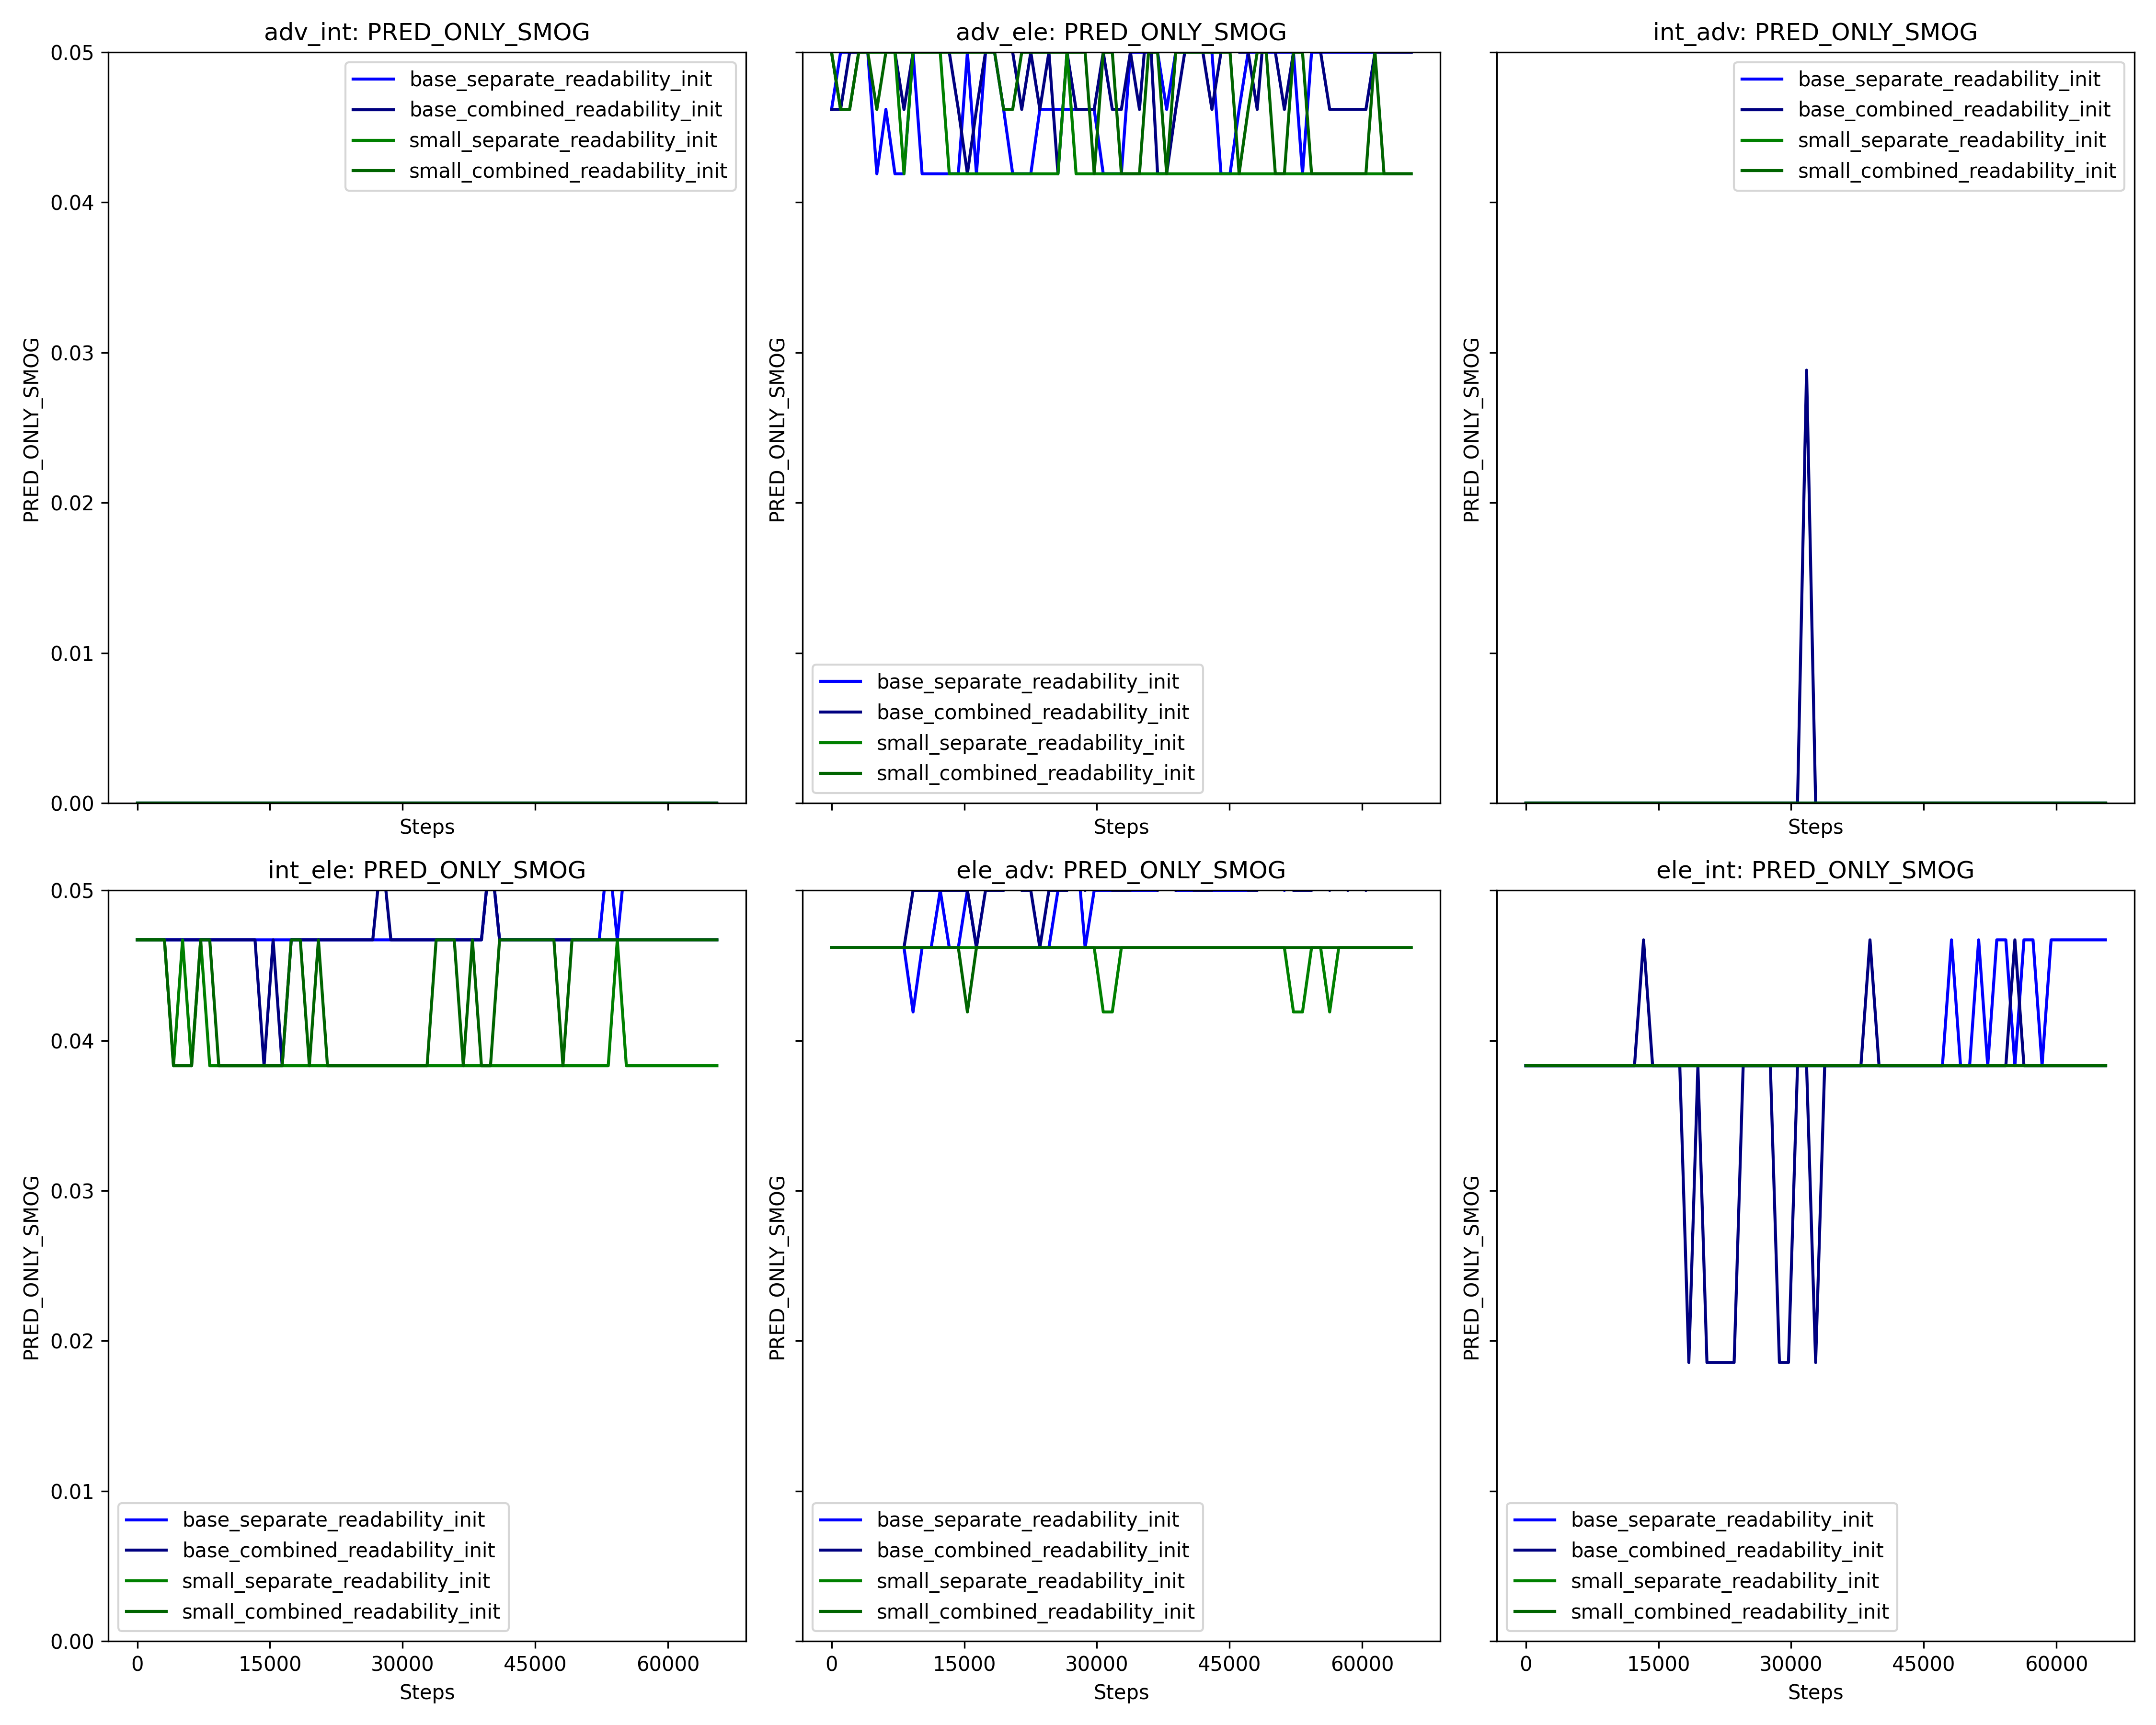 adv_int: PRED_ONLY_SMOG
adv_ele: PRED_ONLY_SMOG
int_adv: PRED_ONLY_SMOG
0.05
0.04
0.03
0.02
0.01
0.00
PRED_ONLY_SMOG
base_separate_readability_init
base_combined_readability_init
small_separate_readability_init
small_combined_readability_init
Steps
PRED_ONLY_SMOG
base_separate_readability_init
base_combined_readability_init
small_separate_readability_init
small_combined_readability_init
Steps
PRED_ONLY_SMOG
base_separate_readability_init
base_combined_readability_init
small_separate_readability_init
small_combined_readability_init
Steps
int_ele: PRED_ONLY_SMOG
ele_adv: PRED_ONLY_SMOG
ele_int: PRED_ONLY_SMOG
0.05
0.04
0.03
0.02
0.01
0.00
PRED_ONLY_SMOG
base_separate_readability_init
base_combined_readability_init
small_separate_readability_init
small_combined_readability_init
0 15000 30000 45000 60000
Steps
PRED_ONLY_SMOG
base_separate_readability_init
base_combined_readability_init
small_separate_readability_init
small_combined_readability_init
0 15000 30000 45000 60000
Steps
PRED_ONLY_SMOG
base_separate_readability_init
base_combined_readability_init
small_separate_readability_init
small_combined_readability_init
0 15000 30000 45000 60000
Steps